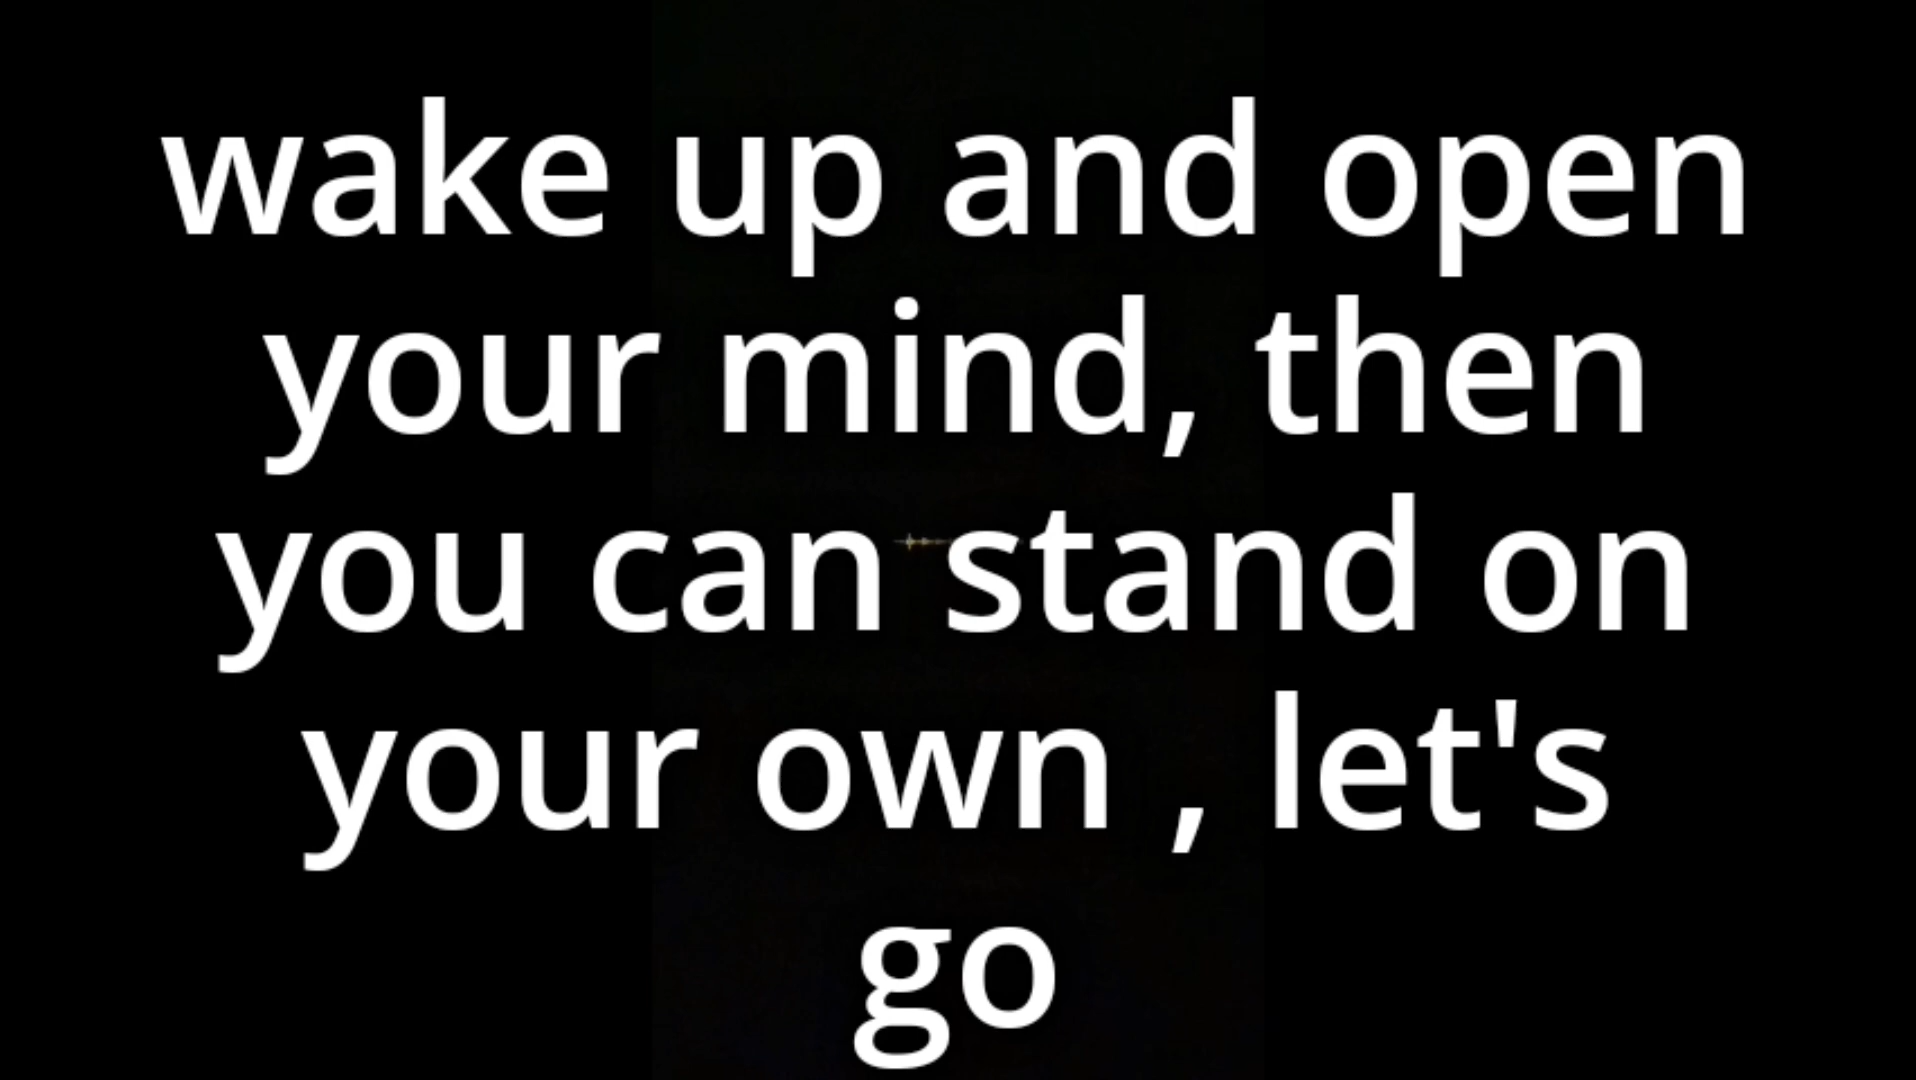 wake up and open
your mind, then
you can stand on
your own , let's
go